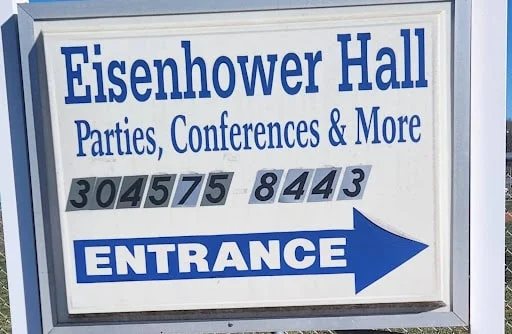 Eisenhower Hall
Parties, Conferences & More
304575 8443
ENTRANCE